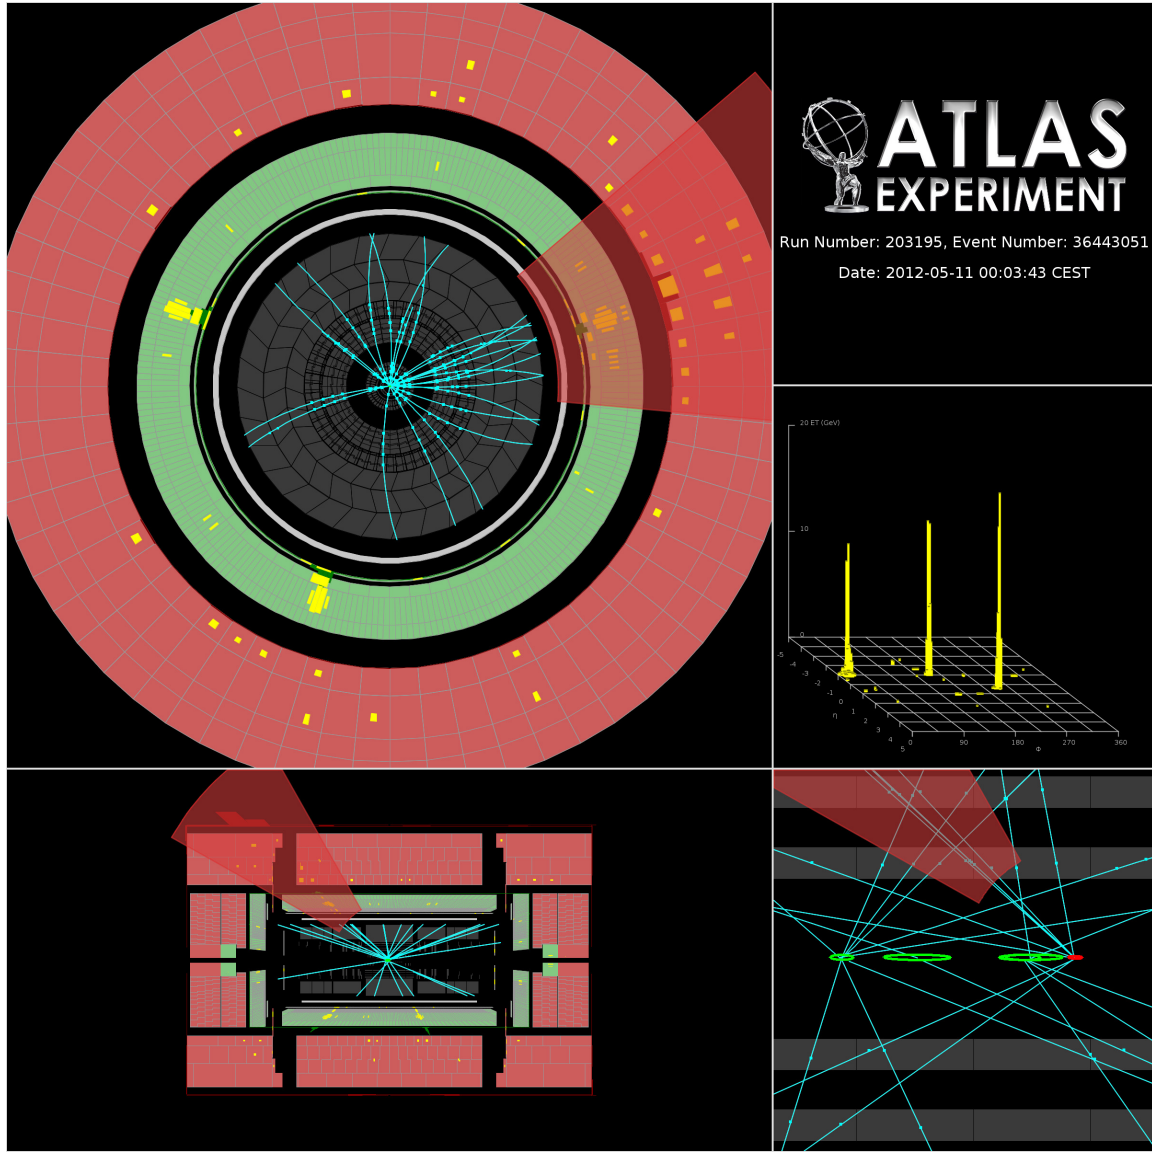 ATLAS
EXPERIMENT
Run Number: 203195, Event Number: 36443051
Date: 2012-05-11 00:03:43 CEST
20 ET (GeV)
10
0
-5
-4
-3
-2
-1
0
η
1
2
3
4
5
0
90
180
270
360
Φ